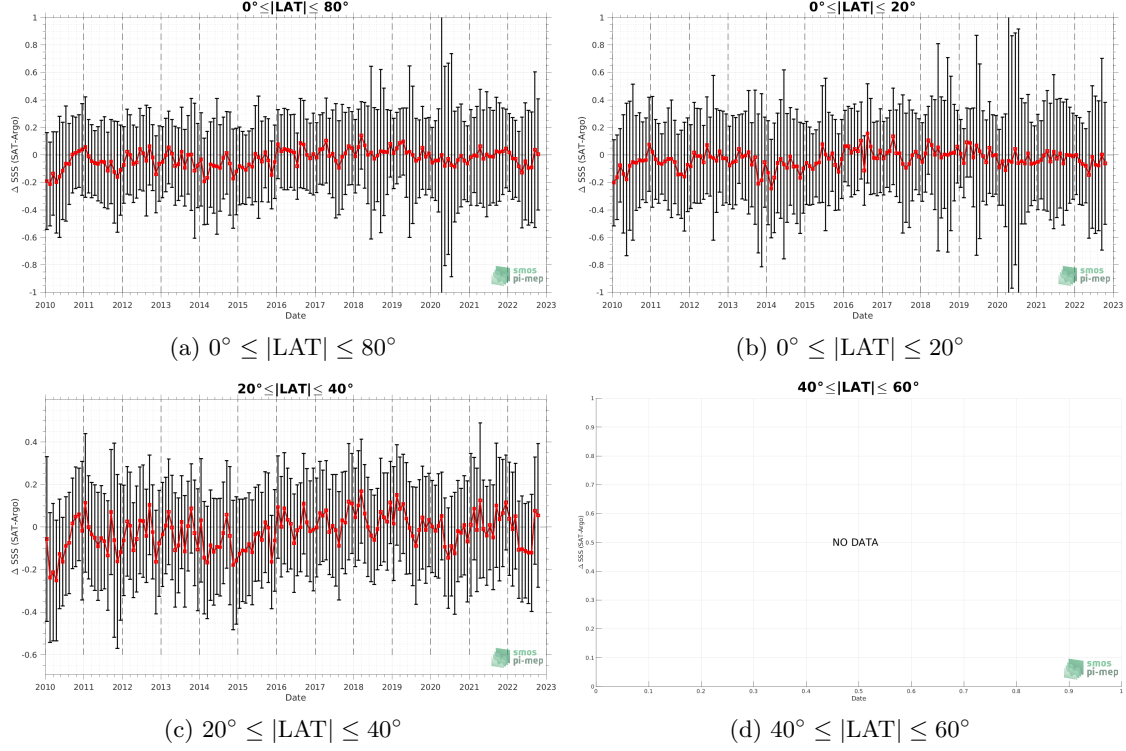 0°≤|LAT|≤ 80°
1
0.8
0.6
0.4
0.2
0
-0.2
-0.4
-0.6
-0.8
-1
Δ SSS (SAT-Argo)
2010 2011 2012 2013 2014 2015 2016 2017 2018 2019 2020 2021 2022 2023
Date
smos
pi-mep
(a) 0° ≤ |LAT| ≤ 80°
0°≤|LAT|≤ 20°
1
0.8
0.6
0.4
0.2
0
-0.2
-0.4
-0.6
-0.8
-1
Δ SSS (SAT-Argo)
2010 2011 2012 2013 2014 2015 2016 2017 2018 2019 2020 2021 2022 2023
Date
smos
pi-mep
(b) 0° ≤ |LAT| ≤ 20°
20°≤|LAT|≤ 40°
0.4
0.2
0
-0.2
-0.4
-0.6
Δ SSS (SAT-Argo)
2010 2011 2012 2013 2014 2015 2016 2017 2018 2019 2020 2021 2022 2023
Date
smos
pi-mep
(c) 20° ≤ |LAT| ≤ 40°
40°≤|LAT|≤ 60°
1
0.9
0.8
0.7
0.6
0.5
0.4
0.3
0.2
0.1
0
Δ SSS (SAT-Argo)
NO DATA
0 0.1 0.2 0.3 0.4 0.5 0.6 0.7 0.8 0.9 1
Date
smos
pi-mep
(d) 40° ≤ |LAT| ≤ 60°